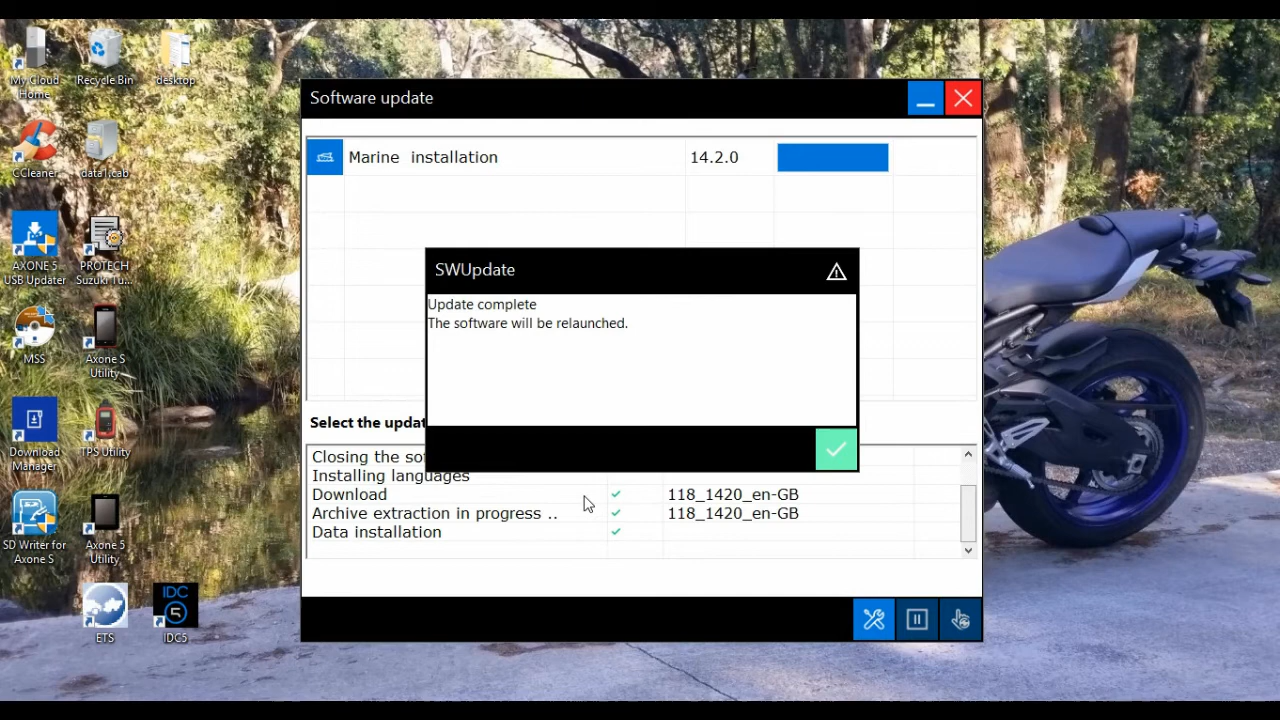 My Cloud
Home
Recycle Bin
desktop
CCleaner
data1.cab
AXONE 5
USB Updater
PROTECH
Suzuki Tu...
MSS
Axone S
Utility
Download
Manager
TPS Utility
SD Writer for
Axone S
Axone 5
Utility
ETS
IDC
5
IDC5
Software update
Marine installation 14.2.0
SWUpdate
Update complete
The software will be relaunched.
Select the updat
Closing the so
Installing languages
Download 118_1420_en-GB
Archive extraction in progress .. 118_1420_en-GB
Data installation